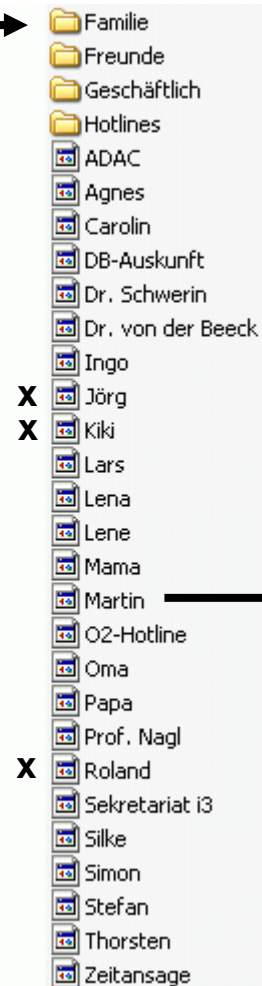 Familie
Freunde
Geschäftlich
Hotlines
ADAC
Agnes
Carolin
DB-Auskunft
Dr. Schwerin
Dr. von der Beeck
Ingo
X Jörg
X Kiki
Lars
Lena
Lene
Mama
Martin
O2-Hotline
Oma
Papa
Prof. Nagl
X Roland
Sekretariat i3
Silke
Simon
Stefan
Thorsten
Zeitansage